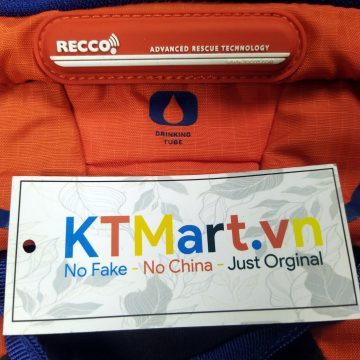 RECCO
ADVANCED RESCUE TECHNOLOGY
DRINKING
TUBE
KTMart.vn
No Fake - No China - Just Orginal